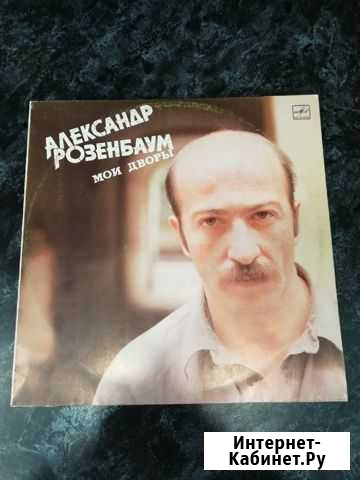 АЛЕКСАНДР
РОЗЕНБАУМ
МОИ ДВОРЫ
Интернет-
Кабинет.Ру